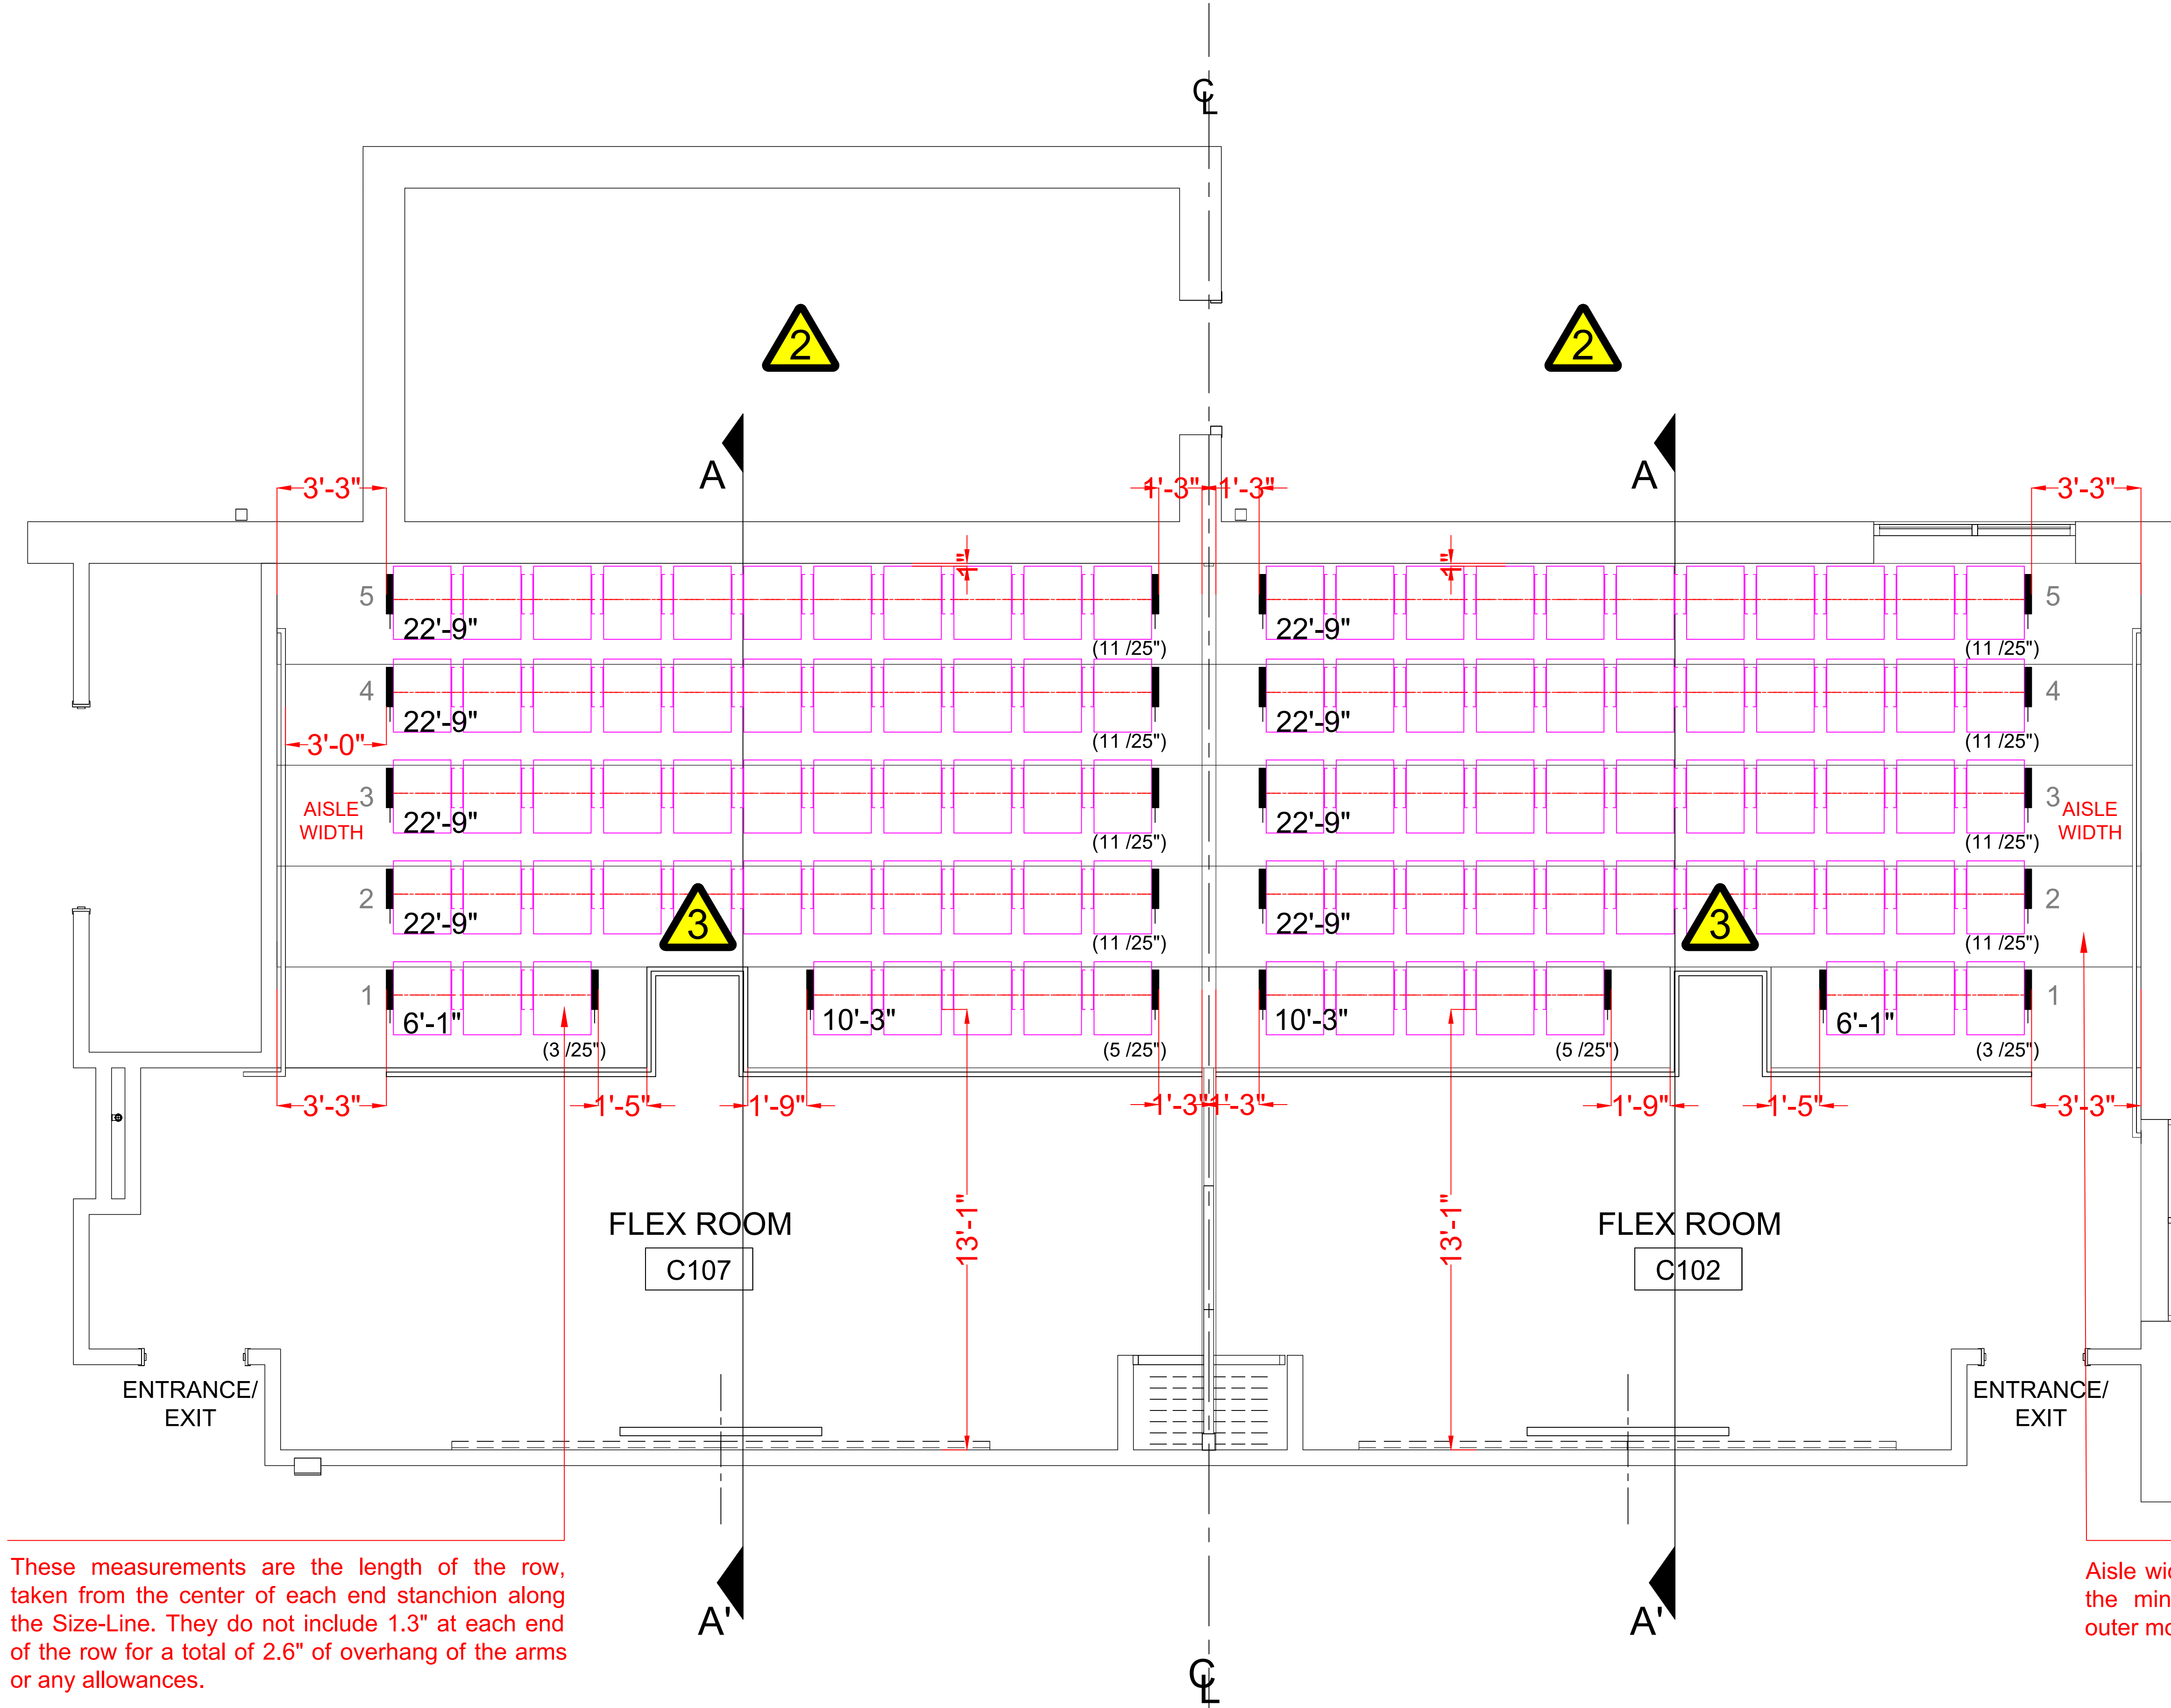 ℄
2 2
A A
3'-3" 1'-3" 1'-3" 3'-3"
1" 1"
5 5
22'-9" 22'-9"
(11 /25") (11 /25")
4 4
22'-9" 22'-9"
3'-0"
(11 /25") (11 /25")
3 3
AISLE AISLE
WIDTH WIDTH
22'-9" 22'-9"
(11 /25") (11 /25")
2 2
22'-9" 3 22'-9" 3
(11 /25") (11 /25")
1 1
6'-1" 10'-3" 10'-3" 6'-1"
(3 /25") (5 /25") (5 /25") (3 /25")
3'-3" 1'-5" 1'-9" 1'-3" 1'-3" 1'-9" 1'-5" 3'-3"
13'-1" 13'-1"
FLEX ROOM FLEX ROOM
C107 C102
ENTRANCE/ ENTRANCE/
EXIT EXIT
These measurements are the length of the row,
taken from the center of each end stanchion along
the Size-Line. They do not include 1.3" at each end
of the row for a total of 2.6" of overhang of the arms
or any allowances.
Aisle
the
outer
A' A'
℄